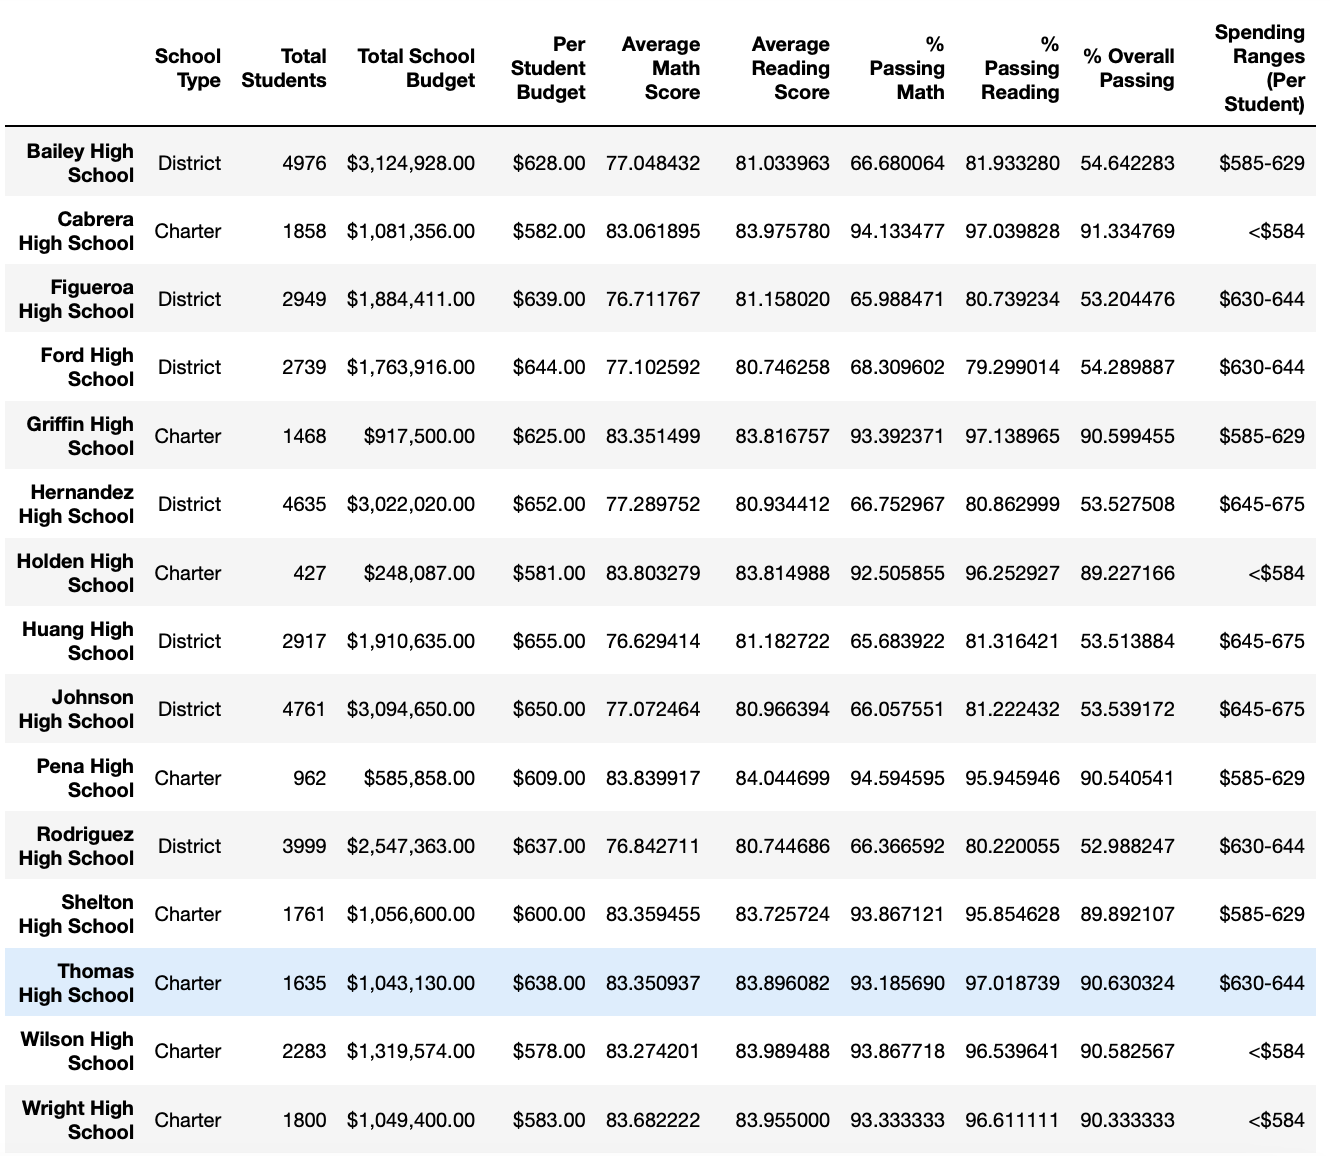 School Type Total Students Total School Budget Per Student Budget Average Math Score Average Reading Score % Passing Math % Passing Reading % Overall Passing Spending Ranges (Per Student)
Bailey High School District 4976 $3,124,928.00 $628.00 77.048432 81.033963 66.680064 81.933280 54.642283 $585-629
Cabrera High School Charter 1858 $1,081,356.00 $582.00 83.061895 83.975780 94.133477 97.039828 91.334769 <$584
Figueroa High School District 2949 $1,884,411.00 $639.00 76.711767 81.158020 65.988471 80.739234 53.204476 $630-644
Ford High School District 2739 $1,763,916.00 $644.00 77.102592 80.746258 68.309602 79.299014 54.289887 $630-644
Griffin High School Charter 1468 $917,500.00 $625.00 83.351499 83.816757 93.392371 97.138965 90.599455 $585-629
Hernandez High School District 4635 $3,022,020.00 $652.00 77.289752 80.934412 66.752967 80.862999 53.527508 $645-675
Holden High School Charter 427 $248,087.00 $581.00 83.803279 83.814988 92.505855 96.252927 89.227166 <$584
Huang High School District 2917 $1,910,635.00 $655.00 76.629414 81.182722 65.683922 81.316421 53.513884 $645-675
Johnson High School District 4761 $3,094,650.00 $650.00 77.072464 80.966394 66.057551 81.222432 53.539172 $645-675
Pena High School Charter 962 $585,858.00 $609.00 83.839917 84.044699 94.594595 95.945946 90.540541 $585-629
Rodriguez High School District 3999 $2,547,363.00 $637.00 76.842711 80.744686 66.366592 80.220055 52.988247 $630-644
Shelton High School Charter 1761 $1,056,600.00 $600.00 83.359455 83.725724 93.867121 95.854628 89.892107 $585-629
Thomas High School Charter 1635 $1,043,130.00 $638.00 83.350937 83.896082 93.185690 97.018739 90.630324 $630-644
Wilson High School Charter 2283 $1,319,574.00 $578.00 83.274201 83.989488 93.867718 96.539641 90.582567 <$584
Wright High School Charter 1800 $1,049,400.00 $583.00 83.682222 83.955000 93.333333 96.611111 90.333333 <$584